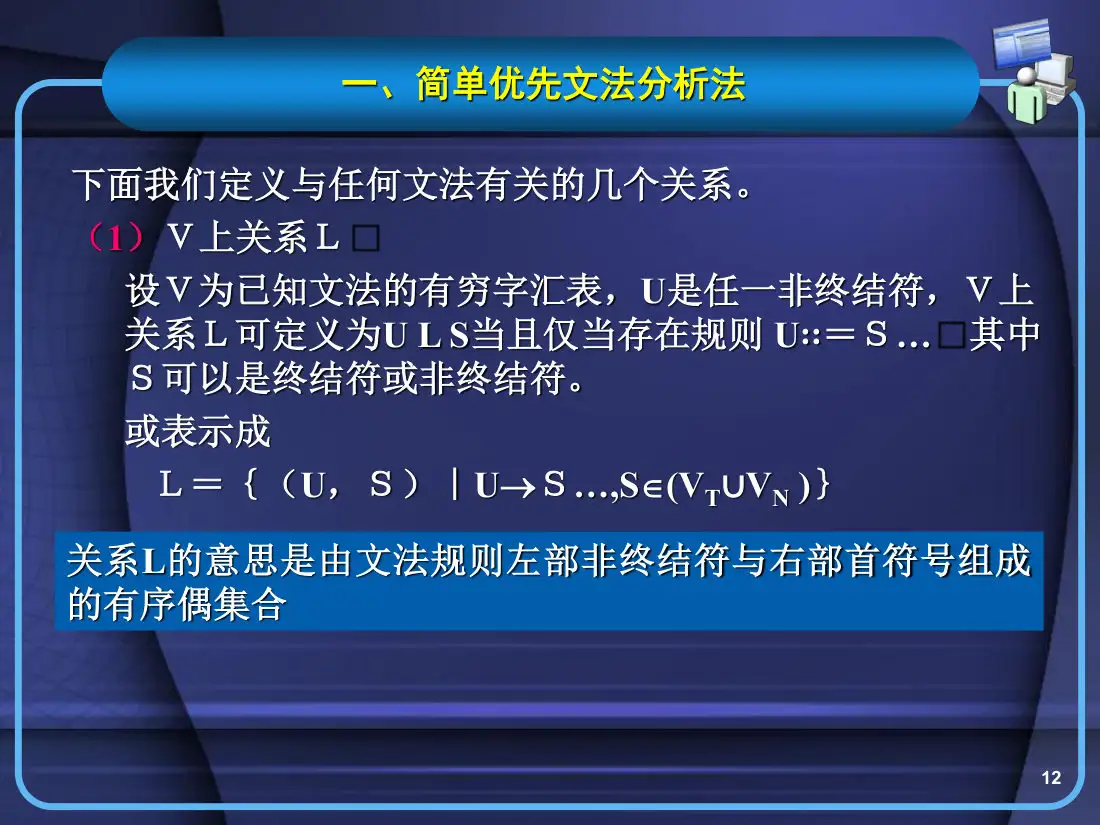 一、简单优先文法分析法
下面我们定义与任何文法有关的几个关系。
（1）Ｖ上关系Ｌ□
设Ｖ为已知文法的有穷字汇表，U是任一非终结符，Ｖ上
关系Ｌ可定义为U L S当且仅当存在规则 U∷＝Ｓ…□其中
Ｓ可以是终结符或非终结符。
或表示成
Ｌ＝｛（U，Ｓ）｜U→Ｓ…,S∈(VT∪VN )｝
关系L的意思是由文法规则左部非终结符与右部首符号组成
的有序偶集合
12